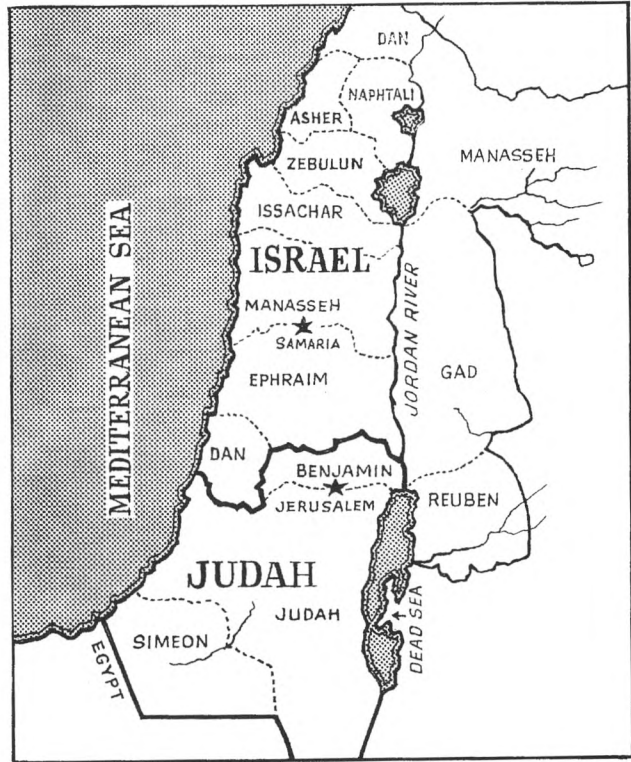 DAN
NAPHTALI
ASHER
MANASSEH
ZEBULUN
ISSACHAR
ISRAEL
MEDITERRANEAN SEA
MANASSEH
SAMARIA
JORDAN RIVER
EPHRAIM
GAD
DAN
BENJAMIN
JERUSALEM
REUBEN
JUDAH
JUDAH
DEAD SEA
SIMEON
EGYPT